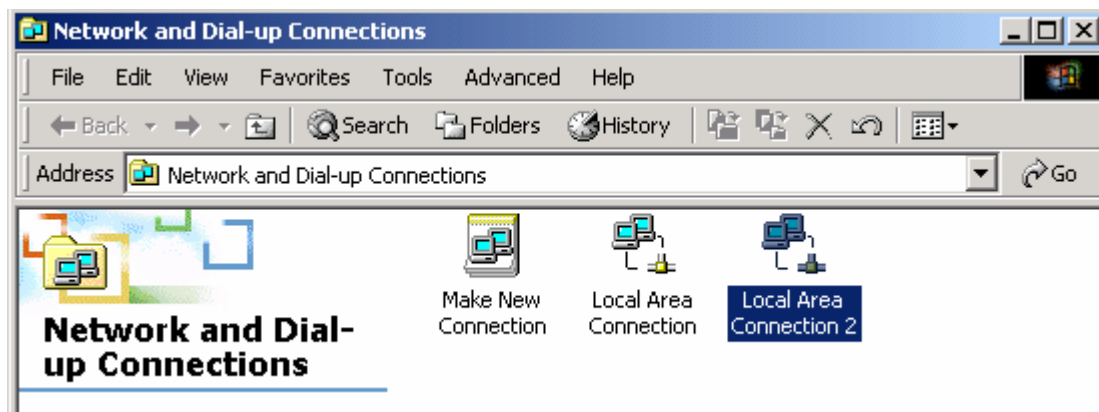 Network and Dial-up Connections
File Edit View Favorites Tools Advanced Help
Back Search Folders History
Address Network and Dial-up Connections Go
Make New
Connection
Local Area
Connection
Local Area
Connection 2
Network and Dial-
up Connections